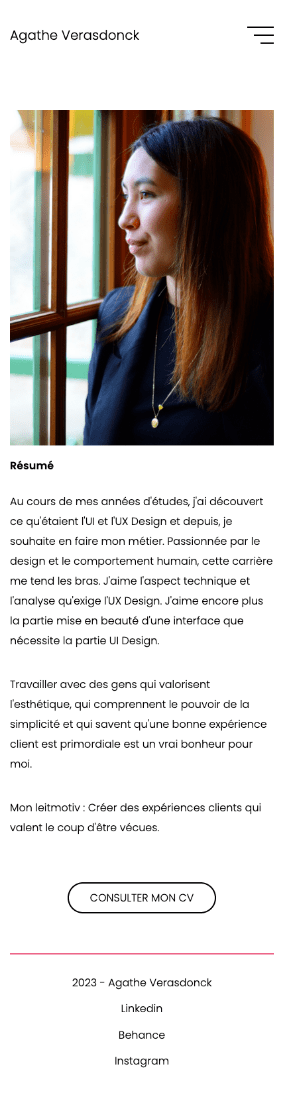 Agathe Verasdonck
Résumé
Au cours de mes années d'études, j'ai découvert
ce qu'étaient l'UI et l'UX Design et depuis, je
souhaite en faire mon métier. Passionnée par le
design et le comportement humain, cette carrière
me tend les bras. J'aime l'aspect technique et
l'analyse qu'exige l'UX Design. J'aime encore plus
la partie mise en beauté d'une interface que
nécessite la partie UI Design.
Travailler avec des gens qui valorisent
l'esthétique, qui comprennent le pouvoir de la
simplicité et qui savent qu'une bonne expérience
client est primordiale est un vrai bonheur pour
moi.
Mon leitmotiv : Créer des expériences clients qui
valent le coup d'être vécues.
CONSULTER MON CV
2023 - Agathe Verasdonck
Linkedin
Behance
Instagram